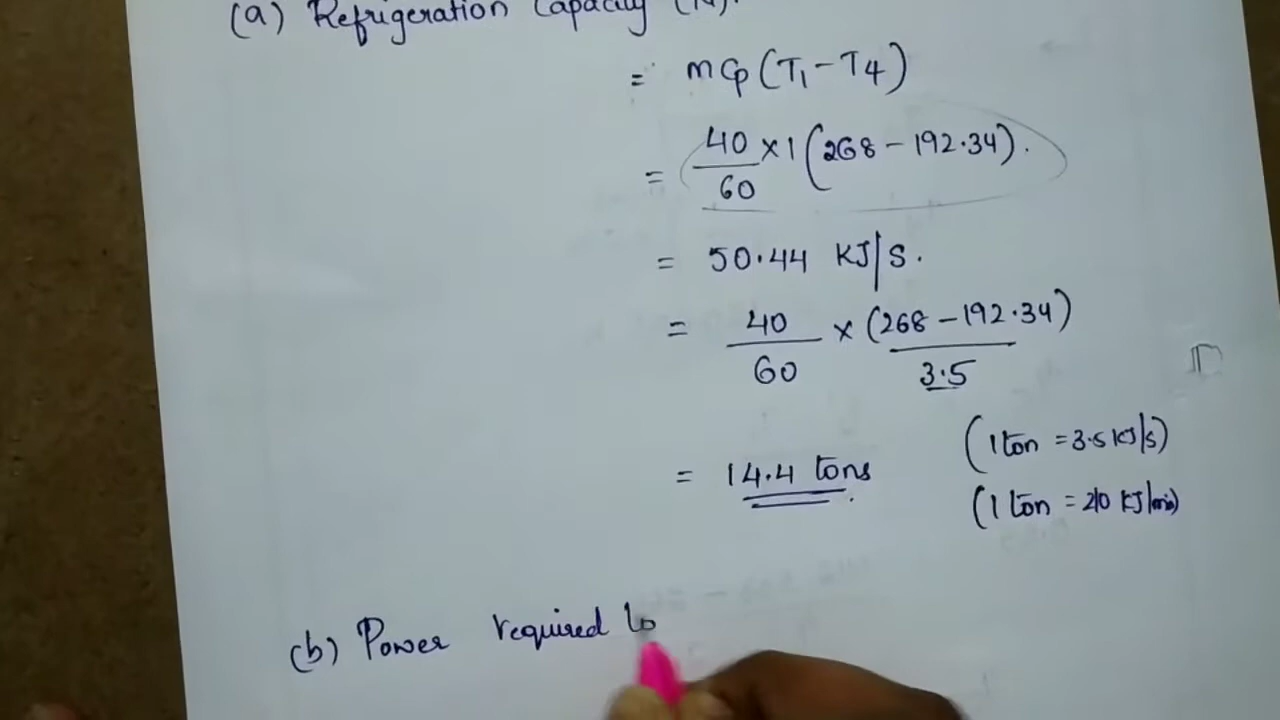 (a) Refrigeration Capacity
= mCp (T1 - T4)
= 40/60 × 1 (268 - 192.34).
= 50.44 KJ/S.
= 40/60 × (268 - 192.34)/3.5
= 14.4 tons.
(1 ton = 3.5 KJ/s)
(1 ton = 210 KJ/min)
(b) Power required to